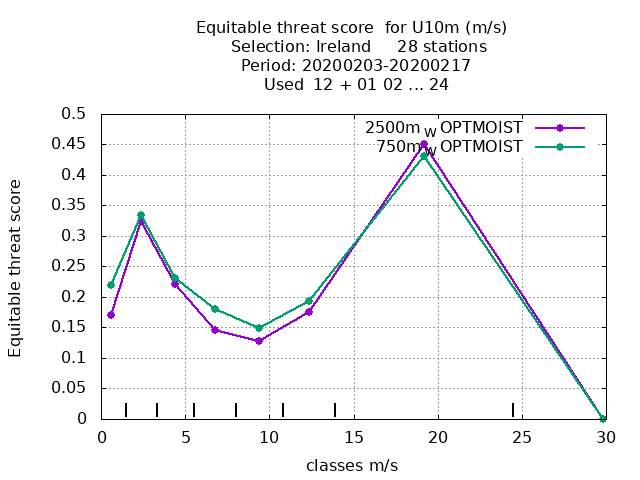 Equitable threat score for U10m (m/s)
Selection: Ireland 28 stations
Period: 20200203-20200217
Used 12 + 01 02 ... 24
2500m W OPTMOIST
750m W OPTMOIST
Equitable threat score
0.5
0.45
0.4
0.35
0.3
0.25
0.2
0.15
0.1
0.05
0
0 5 10 15 20 25 30
classes m/s